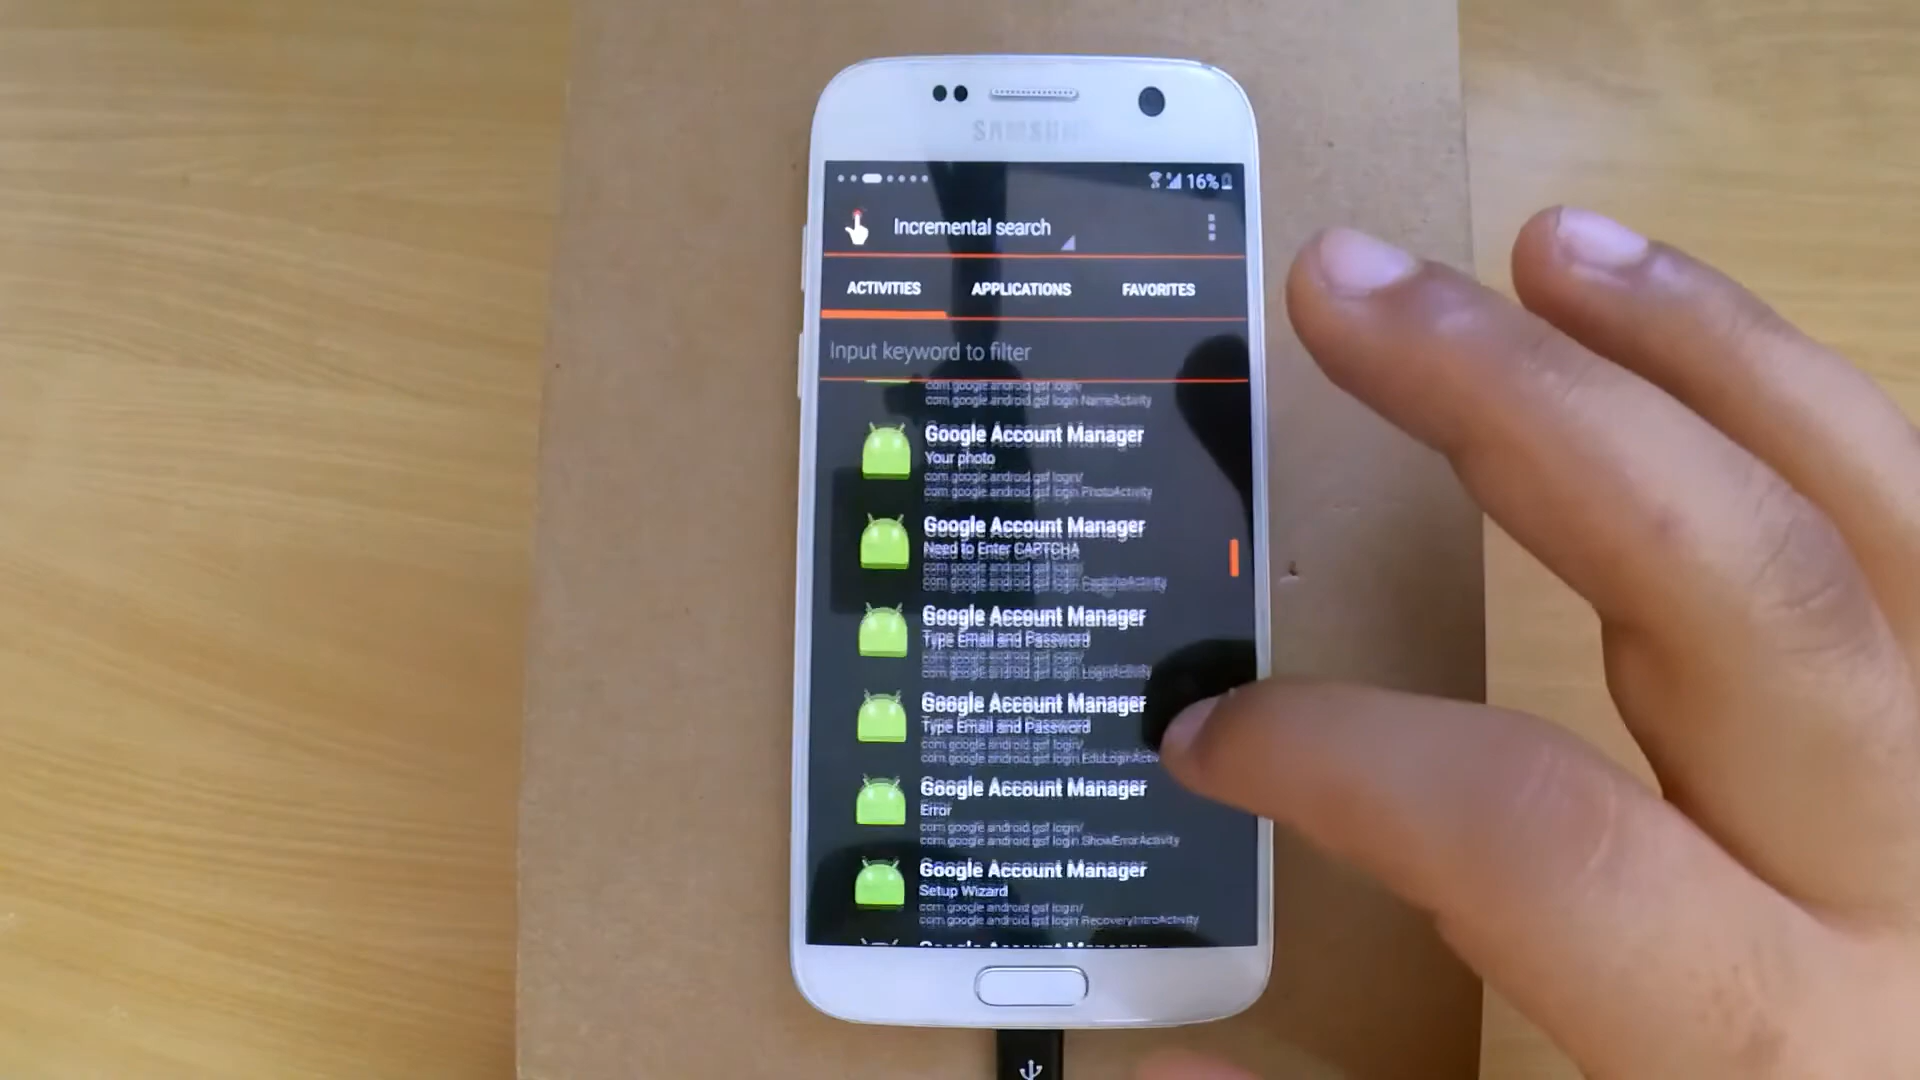 SAMSUNG
16%
Incremental search
ACTIVITIES APPLICATIONS FAVORITES
Input keyword to filter
com.google.android.gsf.login/
com.google.android.gsf.login.NameActivity
Google Account Manager
Your photo
com.google.android.gsf.login/
com.google.android.gsf.login.PhotoActivity
Google Account Manager
Need to Enter CAPTCHA
com.google.android.gsf.login/
com.google.android.gsf.login.CaptchaActivity
Google Account Manager
Type Email and Password
com.google.android.gsf.login/
com.google.android.gsf.login.LoginActivity
Google Account Manager
Type Email and Password
com.google.android.gsf.login/
com.google.android.gsf.login.EduLoginActiv
Google Account Manager
Error
com.google.android.gsf.login/
com.google.android.gsf.login.ShowErrorActivity
Google Account Manager
Setup Wizard
com.google.android.gsf.login/
com.google.android.gsf.login.RecoveryIntroActivity
Google Account Manager